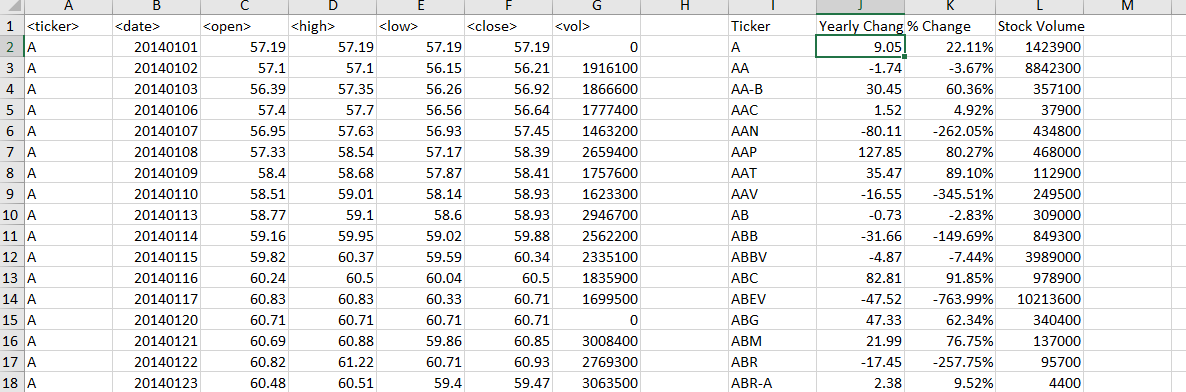 A B C D E F G H I J K L M
1 <ticker> <date> <open> <high> <low> <close> <vol> Ticker Yearly Chang % Change Stock Volume
2 A 20140101 57.19 57.19 57.19 57.19 0 A 9.05 22.11% 1423900
3 A 20140102 57.1 57.1 56.15 56.21 1916100 AA -1.74 -3.67% 8842300
4 A 20140103 56.39 57.35 56.26 56.92 1866600 AA-B 30.45 60.36% 357100
5 A 20140106 57.4 57.7 56.56 56.64 1777400 AAC 1.52 4.92% 37900
6 A 20140107 56.95 57.63 56.93 57.45 1463200 AAN -80.11 -262.05% 434800
7 A 20140108 57.33 58.54 57.17 58.39 2659400 AAP 127.85 80.27% 468000
8 A 20140109 58.4 58.68 57.87 58.41 1757600 AAT 35.47 89.10% 112900
9 A 20140110 58.51 59.01 58.14 58.93 1623300 AAV -16.55 -345.51% 249500
10 A 20140113 58.77 59.1 58.6 58.93 2946700 AB -0.73 -2.83% 309000
11 A 20140114 59.16 59.95 59.02 59.88 2562200 ABB -31.66 -149.69% 849300
12 A 20140115 59.82 60.37 59.59 60.34 2335100 ABBV -4.87 -7.44% 3989000
13 A 20140116 60.24 60.5 60.04 60.5 1835900 ABC 82.81 91.85% 978900
14 A 20140117 60.83 60.83 60.33 60.71 1699500 ABEV -47.52 -763.99% 10213600
15 A 20140120 60.71 60.71 60.71 60.71 0 ABG 47.33 62.34% 340400
16 A 20140121 60.69 60.88 59.86 60.85 3008400 ABM 21.99 76.75% 137000
17 A 20140122 60.82 61.22 60.71 60.93 2769300 ABR -17.45 -257.75% 95700
18 A 20140123 60.48 60.51 59.4 59.47 3063500 ABR-A 2.38 9.52% 4400